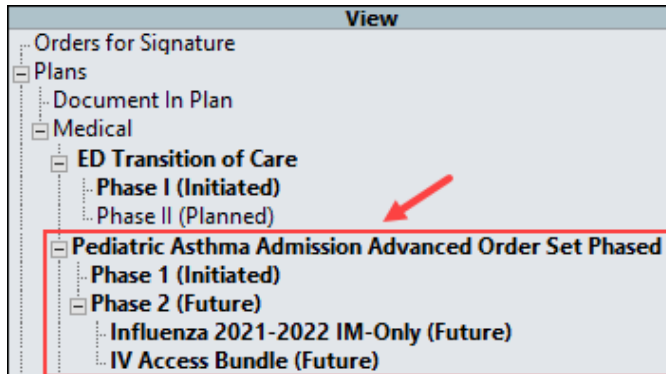 View
Orders for Signature
Plans
Document In Plan
Medical
ED Transition of Care
Phase I (Initiated)
Phase II (Planned)
Pediatric Asthma Admission Advanced Order Set Phased
Phase 1 (Initiated)
Phase 2 (Future)
Influenza 2021-2022 IM-Only (Future)
IV Access Bundle (Future)